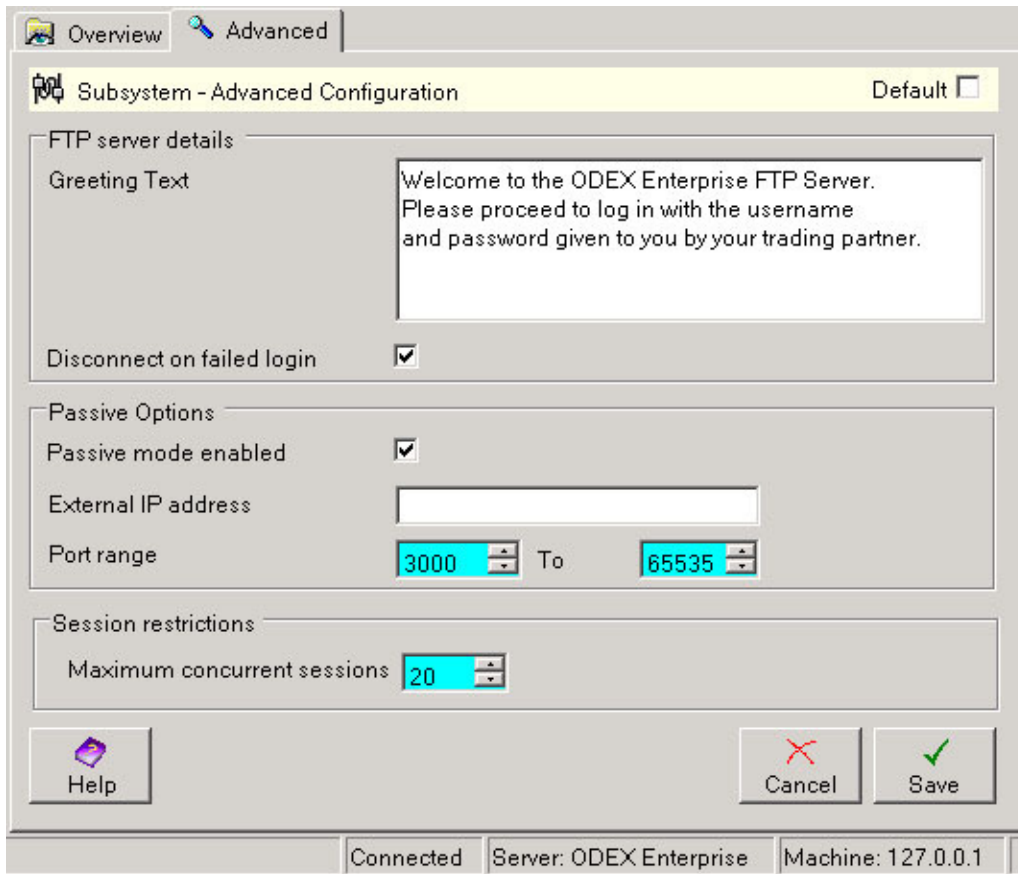 Overview
Advanced
Subsystem - Advanced Configuration
Default
FTP server details
Greeting Text
Welcome to the ODEX Enterprise FTP Server.
Please proceed to log in with the username
and password given to you by your trading partner.
Disconnect on failed login
Passive Options
Passive mode enabled
External IP address
Port range
3000
To
65535
Session restrictions
Maximum concurrent sessions
20
Help
Cancel
Save
Connected
Server: ODEX Enterprise
Machine: 127.0.0.1